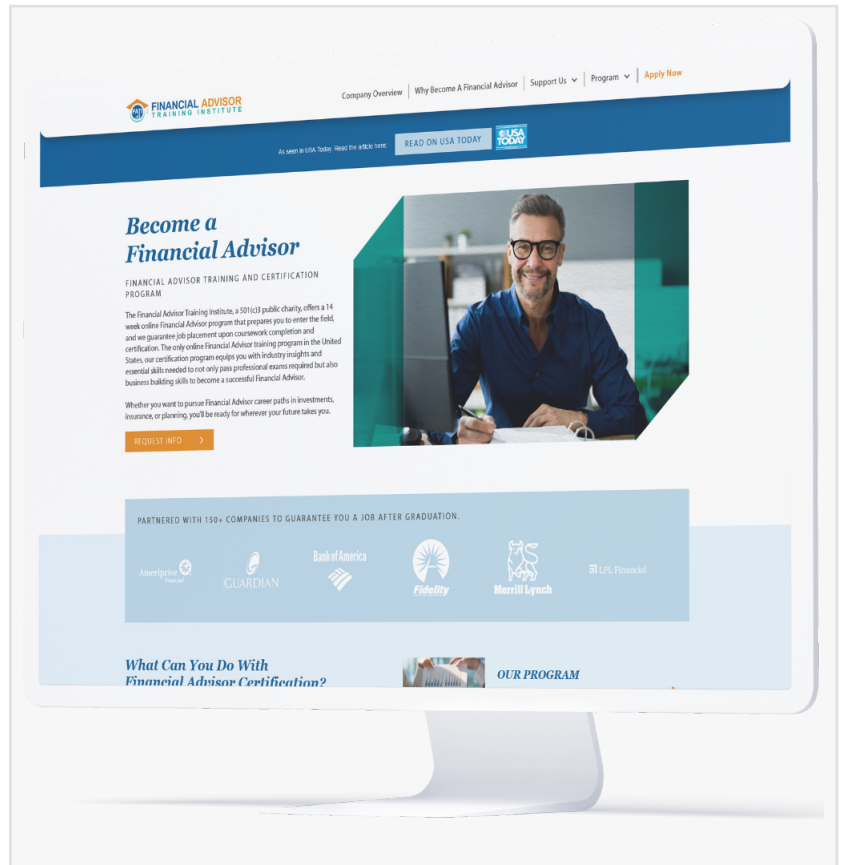 FATI
FINANCIAL ADVISOR
TRAINING INSTITUTE
Company Overview
Why Become A Financial Advisor
Support Us
Program
Apply Now
As seen in USA Today. Read the article here:
READ ON USA TODAY
USA
TODAY
Become a
Financial Advisor
FINANCIAL ADVISOR TRAINING AND CERTIFICATION
PROGRAM
The Financial Advisor Training Institute, a 501(c)3 public charity, offers a 14
week online Financial Advisor program that prepares you to enter the field,
and we guarantee job placement upon coursework completion and
certification. The only online Financial Advisor training program in the United
States, our certification program equips you with industry insights and
essential skills needed to not only pass professional exams required but also
business building skills to become a successful Financial Advisor.
Whether you want to pursue Financial Advisor career paths in investments,
insurance, or planning, you'll be ready for wherever your future takes you.
REQUEST INFO
PARTNERED WITH 150+ COMPANIES TO GUARANTEE YOU A JOB AFTER GRADUATION.
Ameriprise
Financial
GUARDIAN
Bank of America
Fidelity
Merrill Lynch
LPL Financial
What Can You Do With
Financial Advisor Certification?
OUR PROGRAM